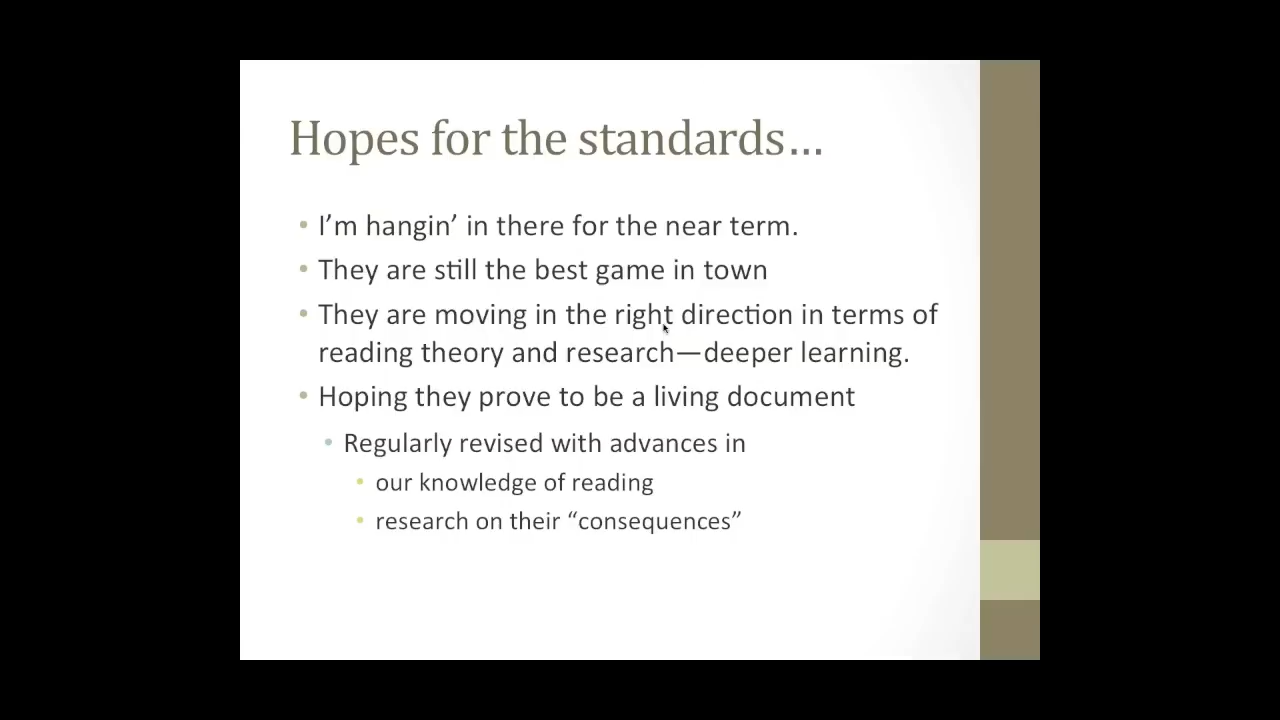 Hopes for the standards…
• I’m hangin’ in there for the near term.
• They are still the best game in town
• They are moving in the right direction in terms of
reading theory and research—deeper learning.
• Hoping they prove to be a living document
• Regularly revised with advances in
• our knowledge of reading
• research on their “consequences”